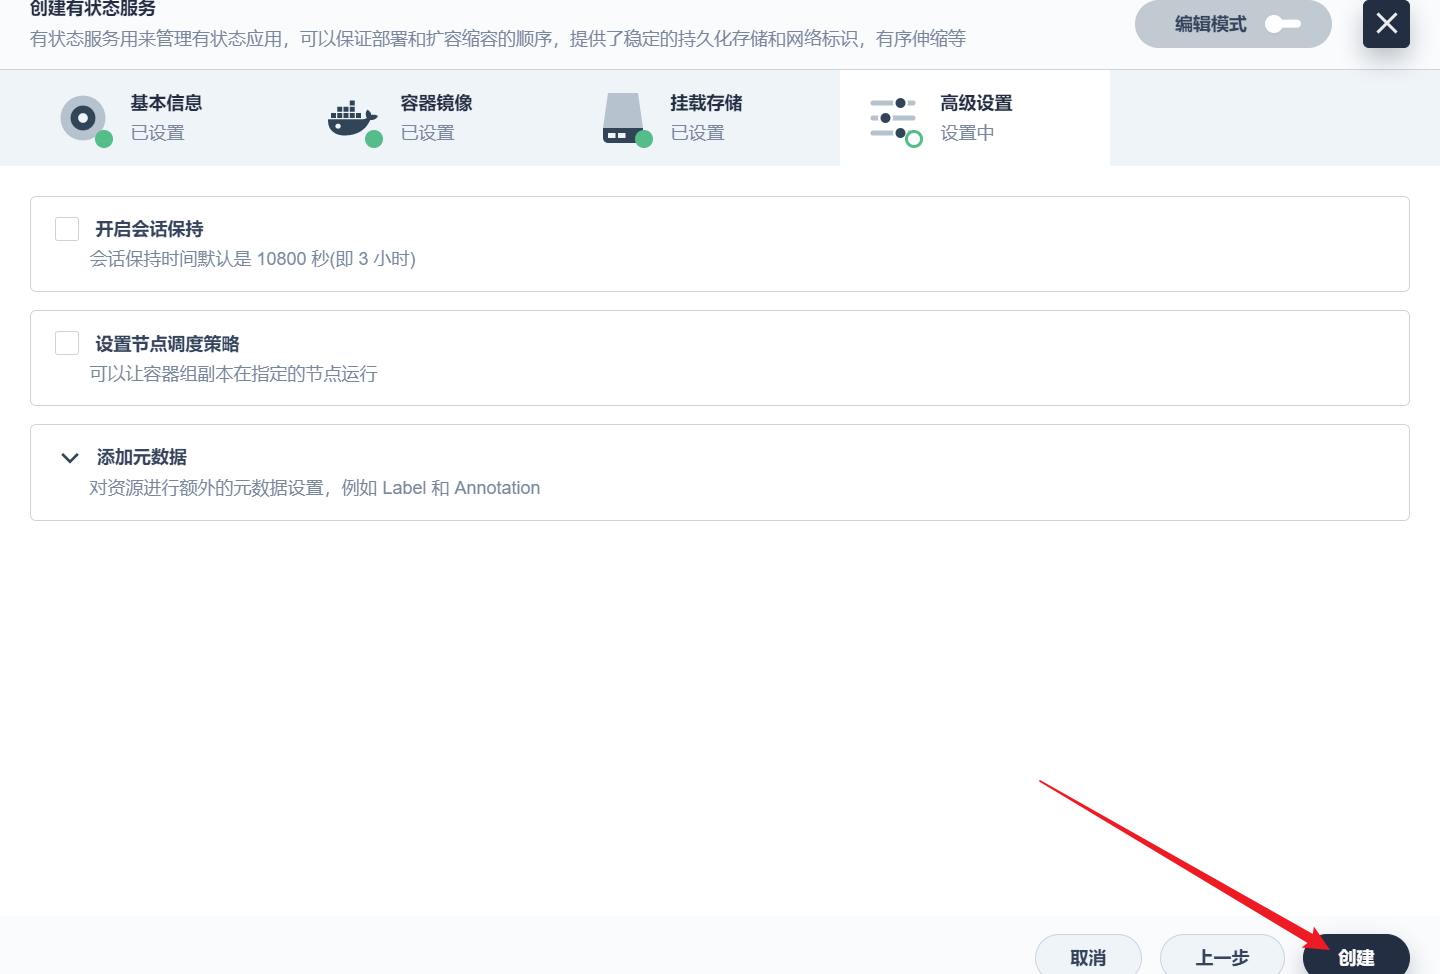 创建有状态服务
有状态服务用来管理有状态应用，可以保证部署和扩容缩容的顺序，提供了稳定的持久化存储和网络标识，有序伸缩等
编辑模式
基本信息
已设置
容器镜像
已设置
挂载存储
已设置
高级设置
设置中
开启会话保持
会话保持时间默认是 10800 秒(即 3 小时)
设置节点调度策略
可以让容器组副本在指定的节点运行
添加元数据
对资源进行额外的元数据设置，例如 Label 和 Annotation
取消
上一步
创建